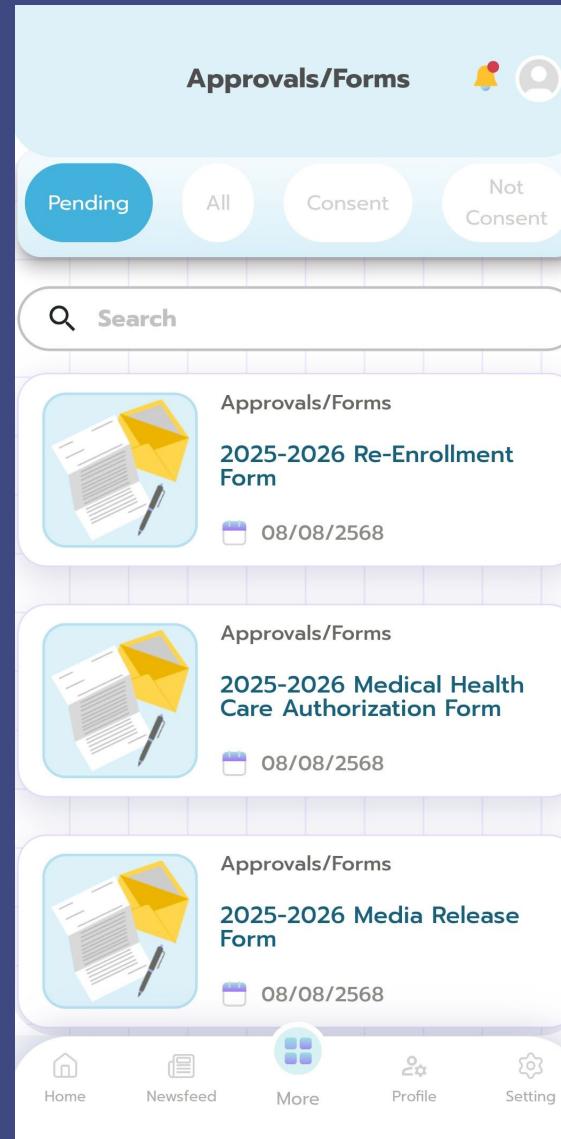 Approvals/Forms
Pending
All
Consent
Not
Consent
Search
Approvals/Forms
2025-2026 Re-Enrollment
Form
08/08/2568
Approvals/Forms
2025-2026 Medical Health
Care Authorization Form
08/08/2568
Approvals/Forms
2025-2026 Media Release
Form
08/08/2568
Home
Newsfeed
More
Profile
Setting